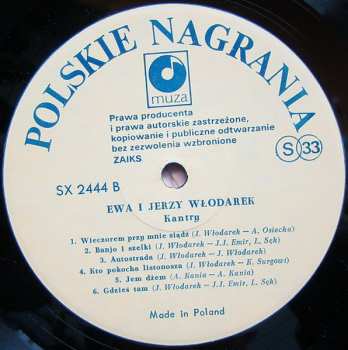 POLSKIE NAGRANIA
muza
Prawa producenta
i prawa autorskie zastrzeżone,
kopiowanie i publiczne odtwarzanie
bez zezwolenia wzbronione
ZAIKS
S 33
SX 2444 B
EWA I JERZY WŁODAREK
Kantry
1. Wieczorem przy mnie siądź (J. Włodarek – A. Osiecka)
2. Banjo i szelki (J. Włodarek – J.I. Emir, L. Sęk)
3. Autostrada (J. Włodarek – J. Włodarek)
4. Kto pokocha listonosza (J. Włodarek – K. Surgowt)
5. Jem dżem (A. Kania – A. Kania)
6. Gdzieś tam (J. Włodarek – J.I. Emir, L. Sęk)
Made in Poland